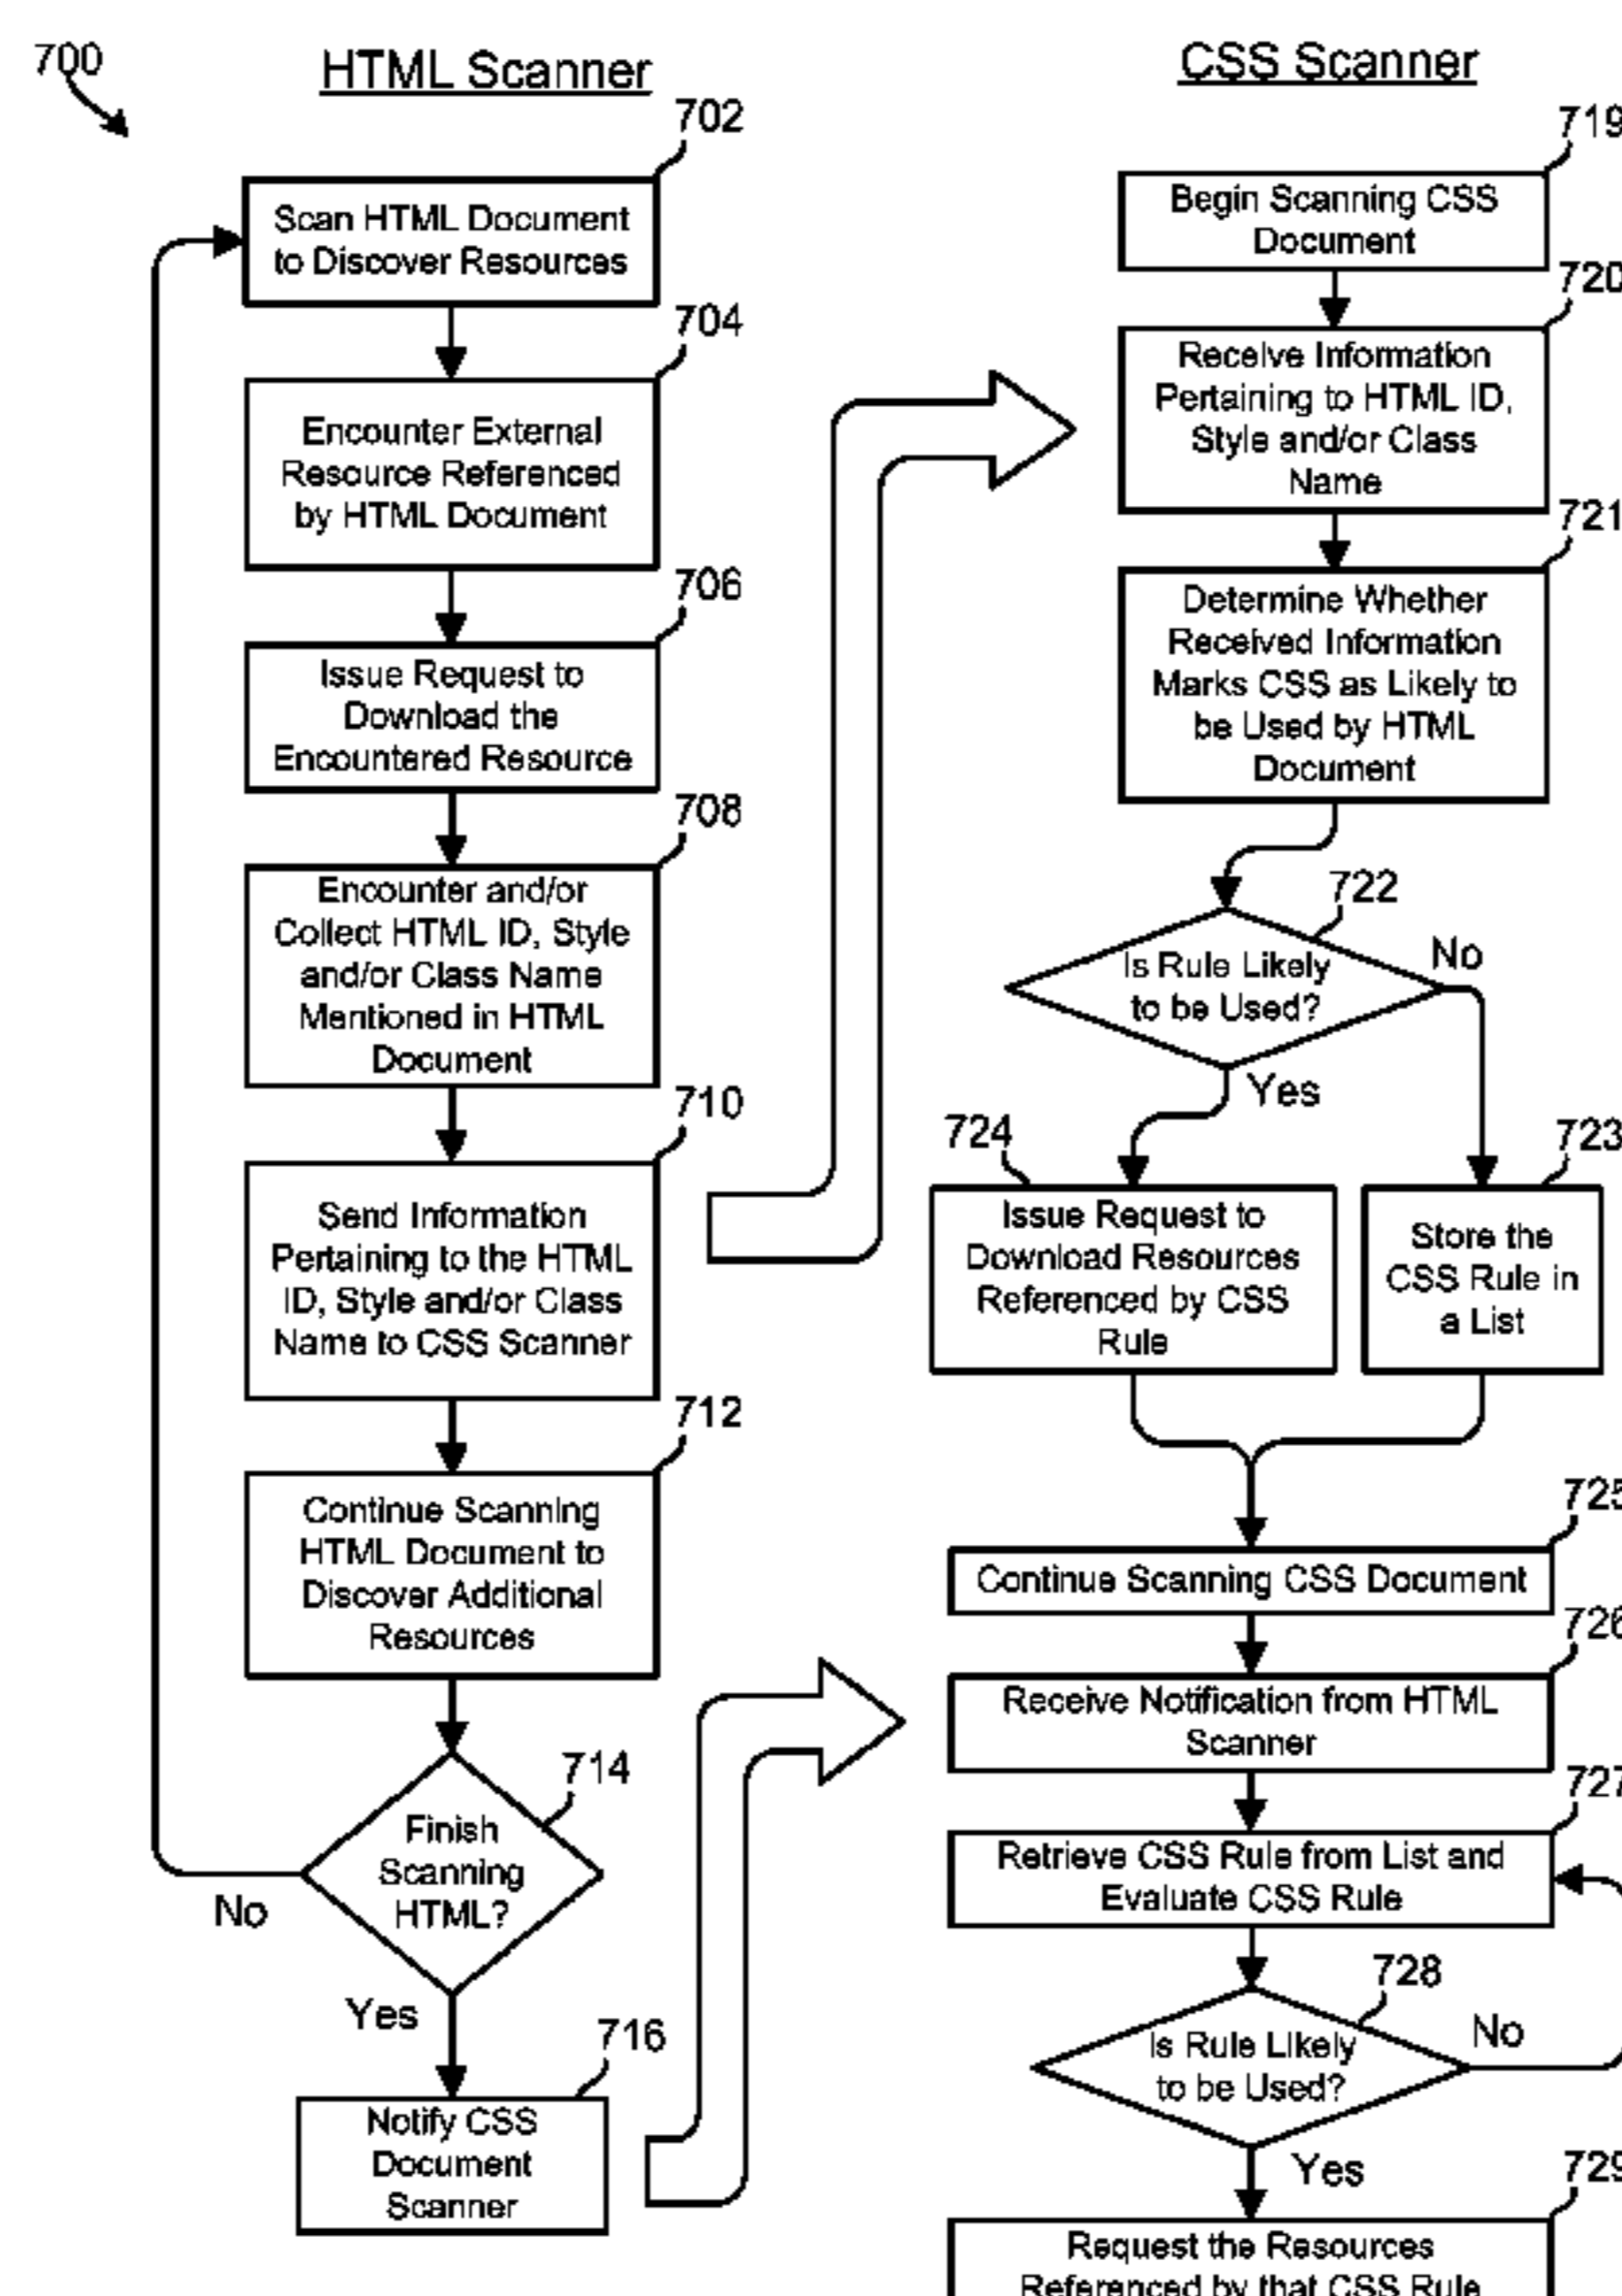 700
HTML Scanner
702
Scan HTML Document
to Discover Resources
704
Encounter External
Resource Referenced
by HTML Document
706
Issue Request to
Download the
Encountered Resource
708
Encounter and/or
Collect HTML ID, Style
and/or Class Name
Mentioned in HTML
Document
710
Send Information
Pertaining to the HTML
ID, Style and/or Class
Name to CSS Scanner
712
Continue Scanning
HTML Document to
Discover Additional
Resources
714
Finish
Scanning
HTML?
No
Yes
716
Notify CSS
Document
Scanner
CSS Scanner
719
Begin Scanning CSS
Document
720
Receive Information
Pertaining to HTML ID,
Style and/or Class
Name
721
Determine Whether
Received Information
Marks CSS as Likely to
be Used by HTML
Document
722
Is Rule Likely
to be Used?
No
Yes
724
Issue Request to
Download Resources
Referenced by CSS
Rule
723
Store the
CSS Rule in
a List
725
Continue Scanning CSS Document
726
Receive Notification from HTML
Scanner
727
Retrieve CSS Rule from List and
Evaluate CSS Rule
728
Is Rule Likely
to be Used?
No
Yes
729
Request the Resources
Referenced by that CSS Rule